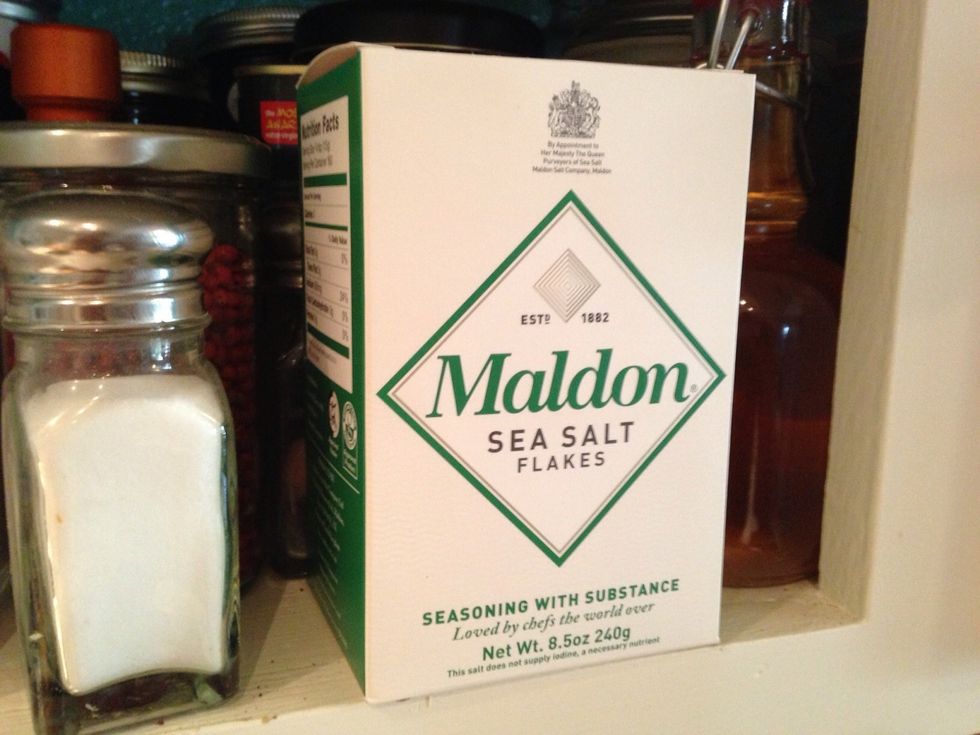 By Appointment to
Her Majesty The Queen
Purveyors of Sea Salt
Maldon Salt Company, Maldon
ESTD 1882
Maldon®
SEA SALT
FLAKES
SEASONING WITH SUBSTANCE
Loved by chefs the world over
Net Wt. 8.5oz 240g
This salt does not supply iodine, a necessary nutrient
Nutrition Facts
% Daily Value